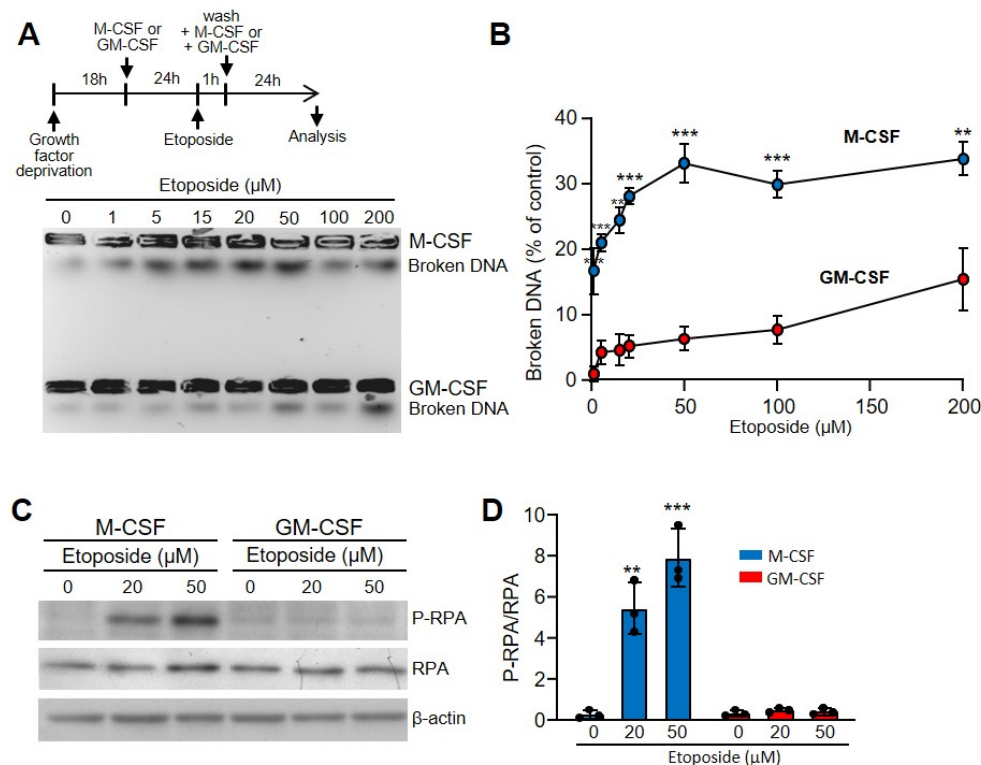 A
M-CSF or
GM-CSF
wash
+ M-CSF or
+ GM-CSF
18h
24h
1h
24h
Growth
factor
deprivation
Etoposide
Analysis
Etoposide (µM)
0 1 5 15 20 50 100 200
M-CSF
Broken DNA
GM-CSF
Broken DNA
B
Broken DNA (% of control)
40
30
20
10
0
***
***
**
***
***
***
**
M-CSF
GM-CSF
0 50 100 150 200
Etoposide (µM)
C
M-CSF GM-CSF
Etoposide (µM) Etoposide (µM)
0 20 50 0 20 50
P-RPA
RPA
β-actin
D
P-RPA/RPA
10
8
6
4
2
0
**
***
M-CSF
GM-CSF
0 20 50 0 20 50
Etoposide (µM)